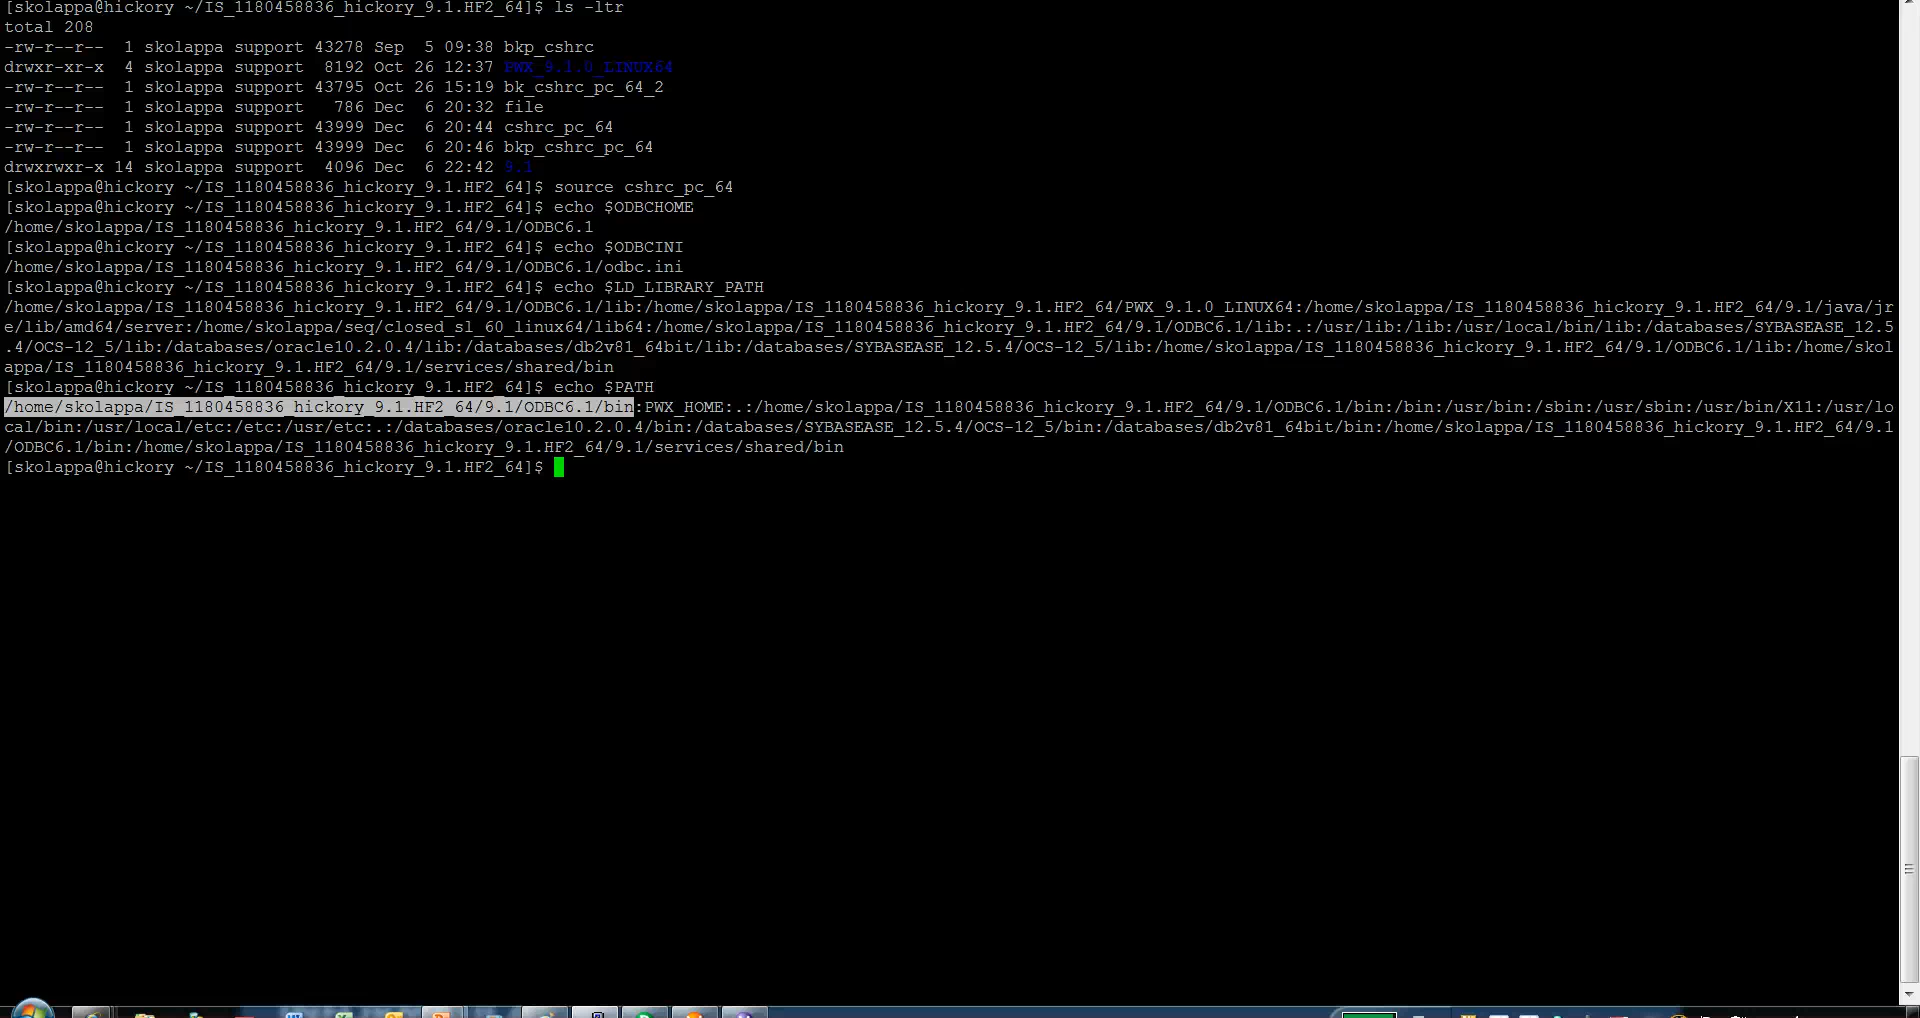 [skolappa@hickory ~/IS_1180458836_hickory_9.1.HF2_64]$ ls -ltr
total 208
-rw-r--r--  1 skolappa support 43278 Sep  5 09:38 bkp_cshrc
drwxr-xr-x  4 skolappa support  8192 Oct 26 12:37 PWX_9.1.0_LINUX64
-rw-r--r--  1 skolappa support 43795 Oct 26 15:19 bk_cshrc_pc_64_2
-rw-r--r--  1 skolappa support   786 Dec  6 20:32 file
-rw-r--r--  1 skolappa support 43999 Dec  6 20:44 cshrc_pc_64
-rw-r--r--  1 skolappa support 43999 Dec  6 20:46 bkp_cshrc_pc_64
drwxrwxr-x 14 skolappa support  4096 Dec  6 22:42 9.1
[skolappa@hickory ~/IS_1180458836_hickory_9.1.HF2_64]$ source cshrc_pc_64
[skolappa@hickory ~/IS_1180458836_hickory_9.1.HF2_64]$ echo $ODBCHOME
/home/skolappa/IS_1180458836_hickory_9.1.HF2_64/9.1/ODBC6.1
[skolappa@hickory ~/IS_1180458836_hickory_9.1.HF2_64]$ echo $ODBCINI
/home/skolappa/IS_1180458836_hickory_9.1.HF2_64/9.1/ODBC6.1/odbc.ini
[skolappa@hickory ~/IS_1180458836_hickory_9.1.HF2_64]$ echo $LD_LIBRARY_PATH
/home/skolappa/IS_1180458836_hickory_9.1.HF2_64/9.1/ODBC6.1/lib:/home/skolappa/IS_1180458836_hickory_9.1.HF2_64/PWX_9.1.0_LINUX64:/home/skolappa/IS_1180458836_hickory_9.1.HF2_64/9.1/java/jr
e/lib/amd64/server:/home/skolappa/seq/closed_sl_60_linux64/lib64:/home/skolappa/IS_1180458836_hickory_9.1.HF2_64/9.1/ODBC6.1/lib:.:/usr/lib:/lib:/usr/local/bin/lib:/databases/SYBASEASE_12.5
.4/OCS-12_5/lib:/databases/oracle10.2.0.4/lib:/databases/db2v81_64bit/lib:/databases/SYBASEASE_12.5.4/OCS-12_5/lib:/home/skolappa/IS_1180458836_hickory_9.1.HF2_64/9.1/ODBC6.1/lib:/home/skol
appa/IS_1180458836_hickory_9.1.HF2_64/9.1/services/shared/bin
[skolappa@hickory ~/IS_1180458836_hickory_9.1.HF2_64]$ echo $PATH
/home/skolappa/IS_1180458836_hickory_9.1.HF2_64/9.1/ODBC6.1/bin:PWX_HOME:.:/home/skolappa/IS_1180458836_hickory_9.1.HF2_64/9.1/ODBC6.1/bin:/bin:/usr/bin:/usr/sbin:/usr/bin/X11:/usr/lo
cal/bin:/usr/local/etc:/etc:/usr/etc:.:/databases/oracle10.2.0.4/bin:/databases/SYBASEASE_12.5.4/OCS-12_5/bin:/databases/db2v81_64bit/bin:/home/skolappa/IS_1180458836_hickory_9.1.HF2_64/9.1
/ODBC6.1/bin:/home/skolappa/IS_1180458836_hickory_9.1.HF2_64/9.1/services/shared/bin
[skolappa@hickory ~/IS_1180458836_hickory_9.1.HF2_64]$